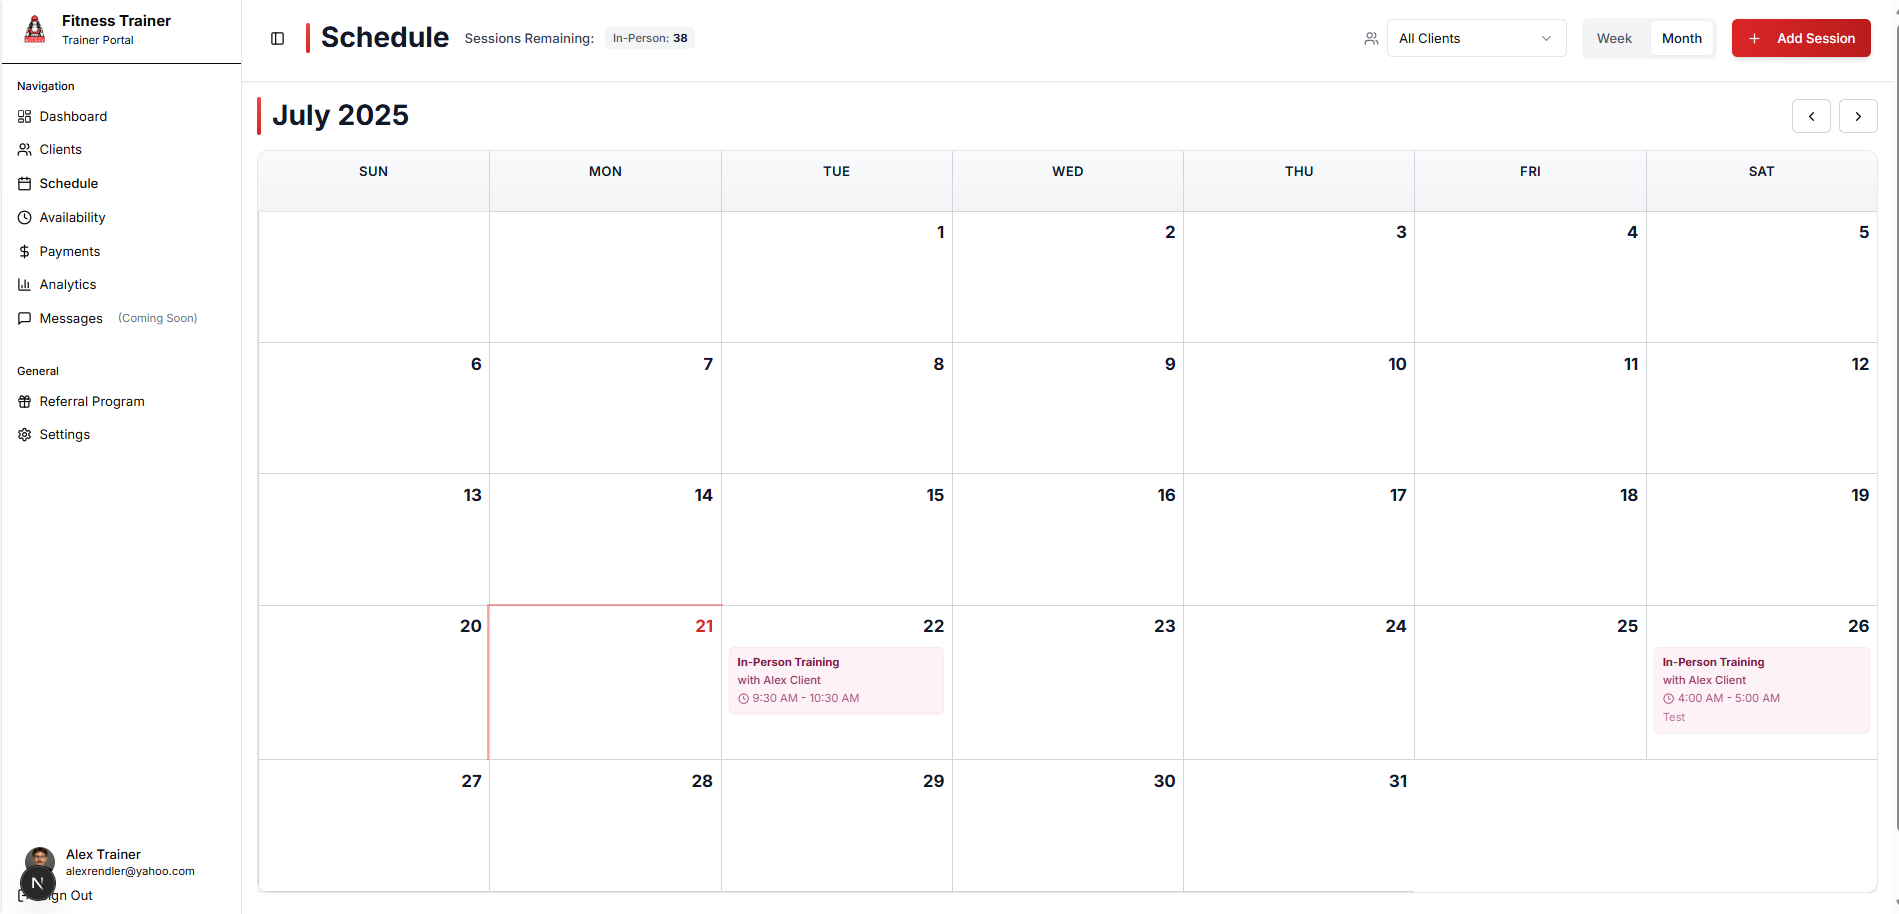 Fitness Trainer
Trainer Portal
Navigation
Dashboard
Clients
Schedule
Availability
Payments
Analytics
Messages (Coming Soon)
General
Referral Program
Settings
Alex Trainer
alexrendler@yahoo.com
N
gn Out
Schedule Sessions Remaining: In-Person: 38
All Clients
Week Month
+ Add Session
July 2025
SUN MON TUE WED THU FRI SAT
1 2 3 4 5
6 7 8 9 10 11 12
13 14 15 16 17 18 19
20 21 22 23 24 25 26
In-Person Training
with Alex Client
9:30 AM - 10:30 AM
In-Person Training
with Alex Client
4:00 AM - 5:00 AM
Test
27 28 29 30 31